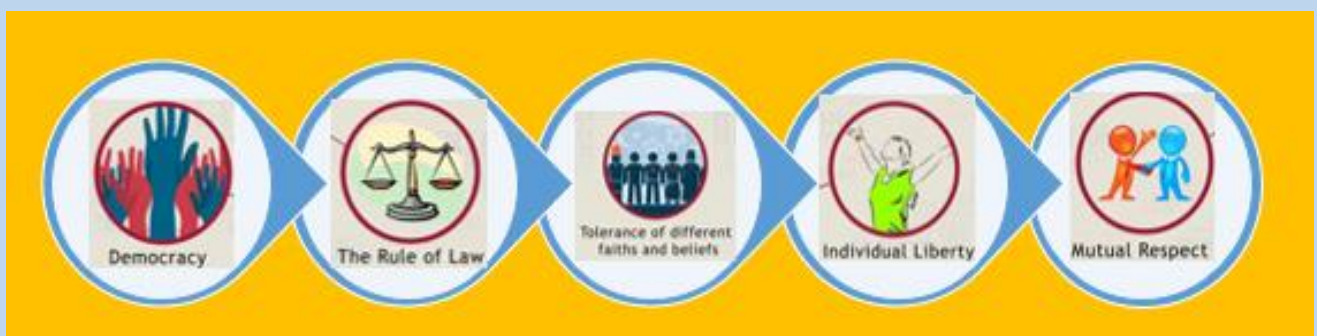 Democracy
The Rule of Law
Tolerance of different
faiths and beliefs
Individual Liberty
Mutual Respect